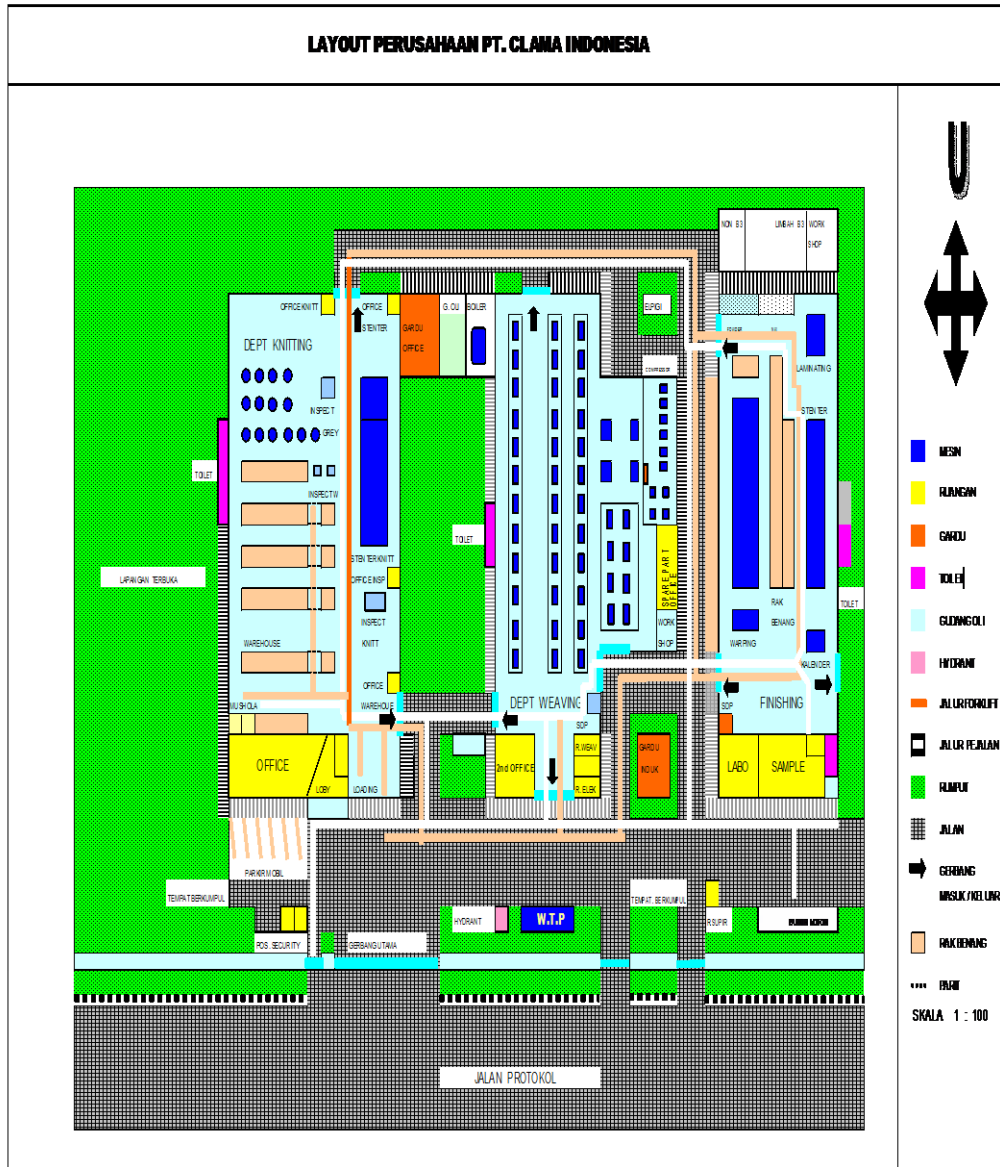 LAYOUT PERUSAHAAN PT. CLAMA INDONESIA
U
NON B3
LIMBAH B3
WORK
SHOP
OFFICE KNITT
OFFICE
STENTER
GARDU
OFFICE
G. OLI
BOILER
ELPIGI
DEPT KNITTING
COMPRESSOR
LAMINATING
INSPECT
GREY
STENTER
TOILET
INSPECT W
TOILET
STENTER KNITT
OFFICE INSP
LAPANGAN TERBUKA
SPARE PART
OFFICE
RAK
BENANG
TOILET
INSPECT
KNITT
WORK
SHOP
WARPING
WAREHOUSE
KALENDER
OFFICE
WAREHOUE
MUSHOLA
DEPT WEAVING
SDP
SDP
FINISHING
OFFICE
LOBY
LOADING
2nd OFFICE
R.WEAV
R. ELEK
GARDU
INDUK
LABO
SAMPLE
PARKIR MOBIL
TEMPAT BERKUMPUL
TEMPAT. BERKUMPUL
HYDRANT
W.T.P
R SUPIR
POS . SECURITY
GERBANG UTAMA
JALAN PROTOKOL
MESIN
RUANGAN
GARDU
TOILET
GUDANG OLI
HYDRANT
JALUR FORKLIFT
JALUR PEJALAN
RUMPUT
JALAN
GERBANG
MASUK / KELUAR
RAK BENANG
PARIT
SKALA 1 : 100